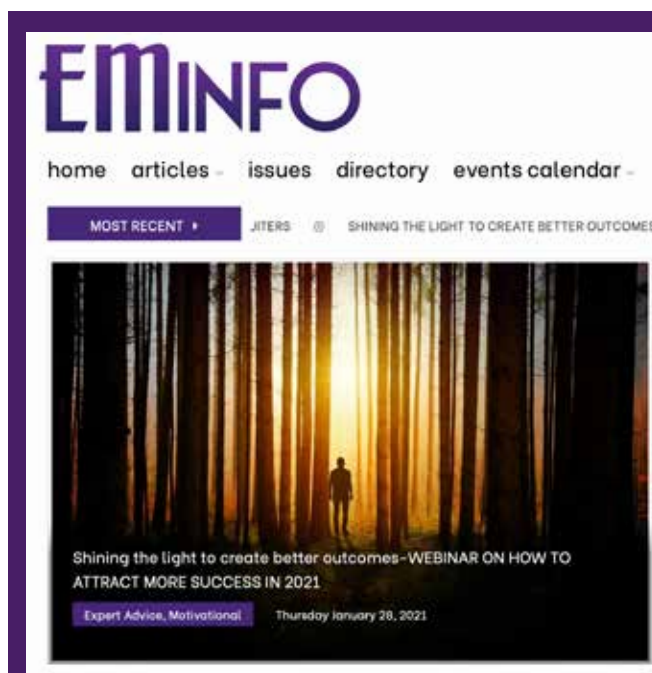 EMINFO
home articles issues directory events calendar
MOST RECENT JITERS SHINING THE LIGHT TO CREATE BETTER OUTCOMES
Shining the light to create better outcomes-WEBINAR ON HOW TO
ATTRACT MORE SUCCESS IN 2021
Expert Advice, Motivational Thursday January 28, 2021